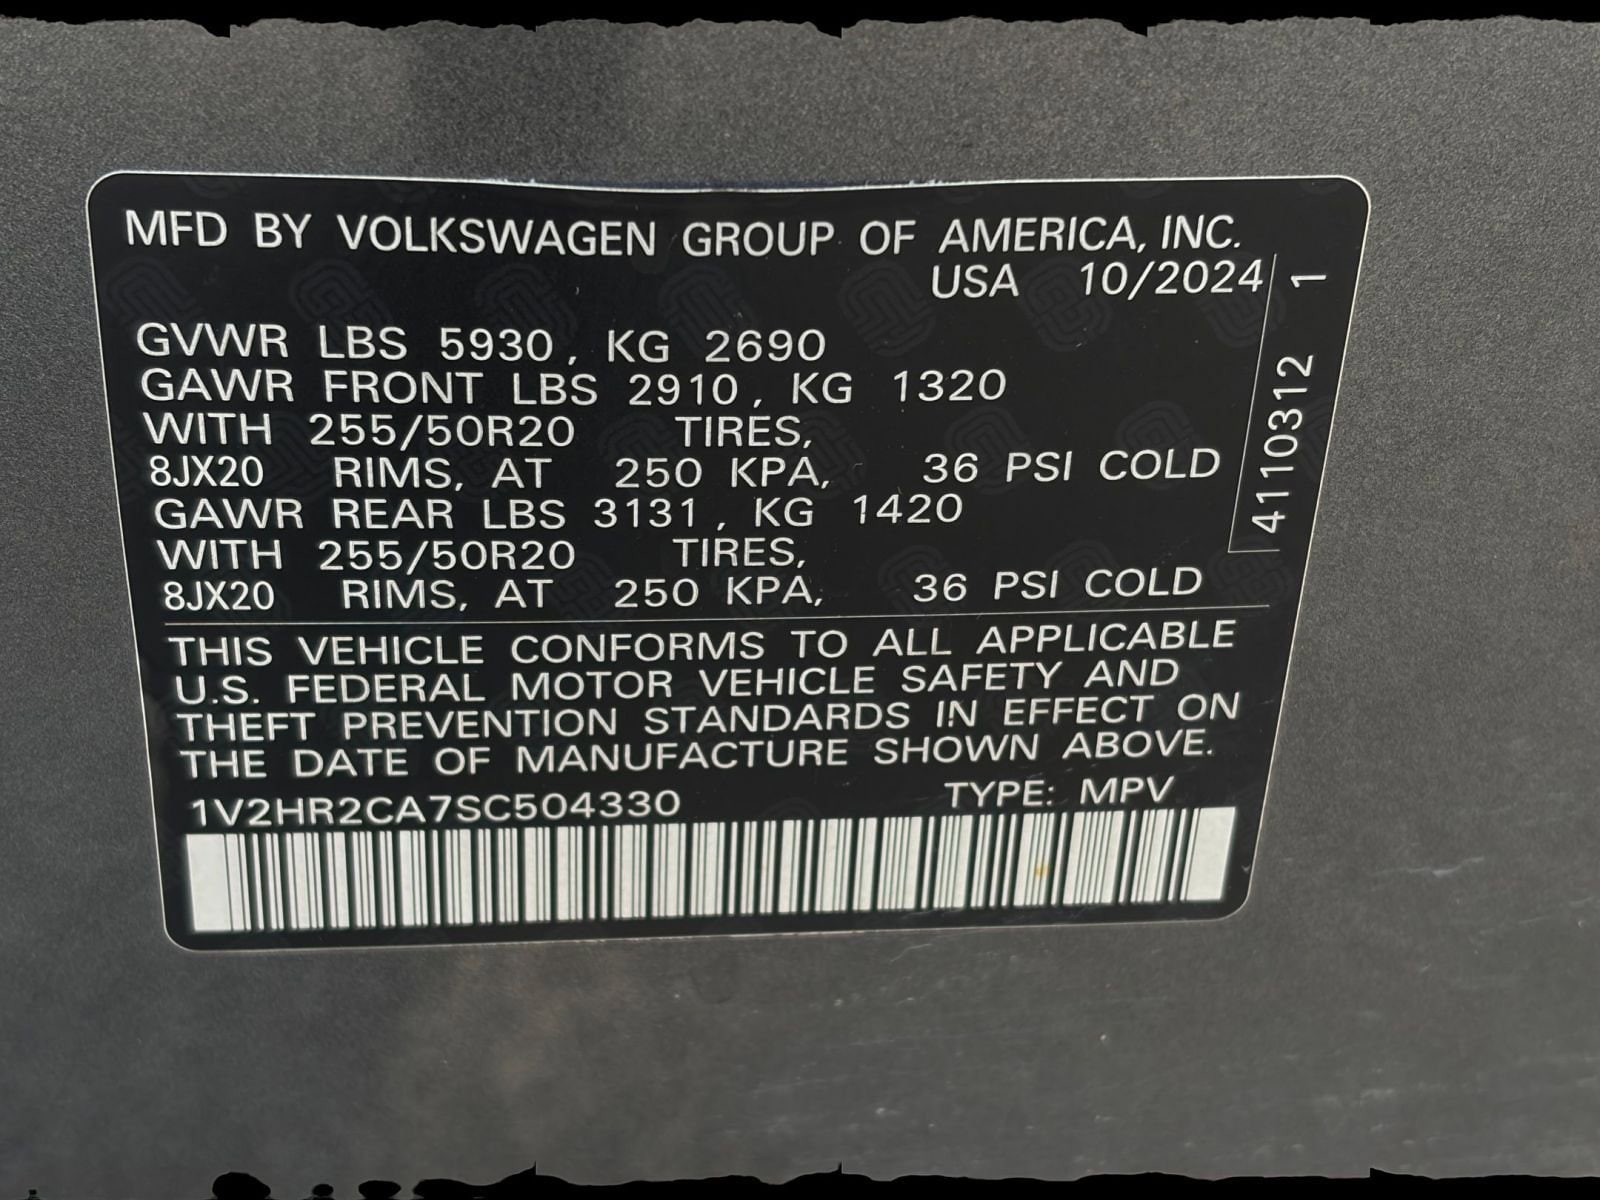 MFD BY VOLKSWAGEN GROUP OF AMERICA, INC.
USA 10/2024
GVWR LBS 5930, KG 2690
GAWR FRONT LBS 2910, KG 1320
WITH 255/50R20 TIRES,
8JX20 RIMS, AT 250 KPA, 36 PSI COLD
GAWR REAR LBS 3131, KG 1420
WITH 255/50R20 TIRES,
8JX20 RIMS, AT 250 KPA, 36 PSI COLD
THIS VEHICLE CONFORMS TO ALL APPLICABLE
U.S. FEDERAL MOTOR VEHICLE SAFETY AND
THEFT PREVENTION STANDARDS IN EFFECT ON
THE DATE OF MANUFACTURE SHOWN ABOVE.
1V2HR2CA7SC504330 TYPE: MPV
4110312 1